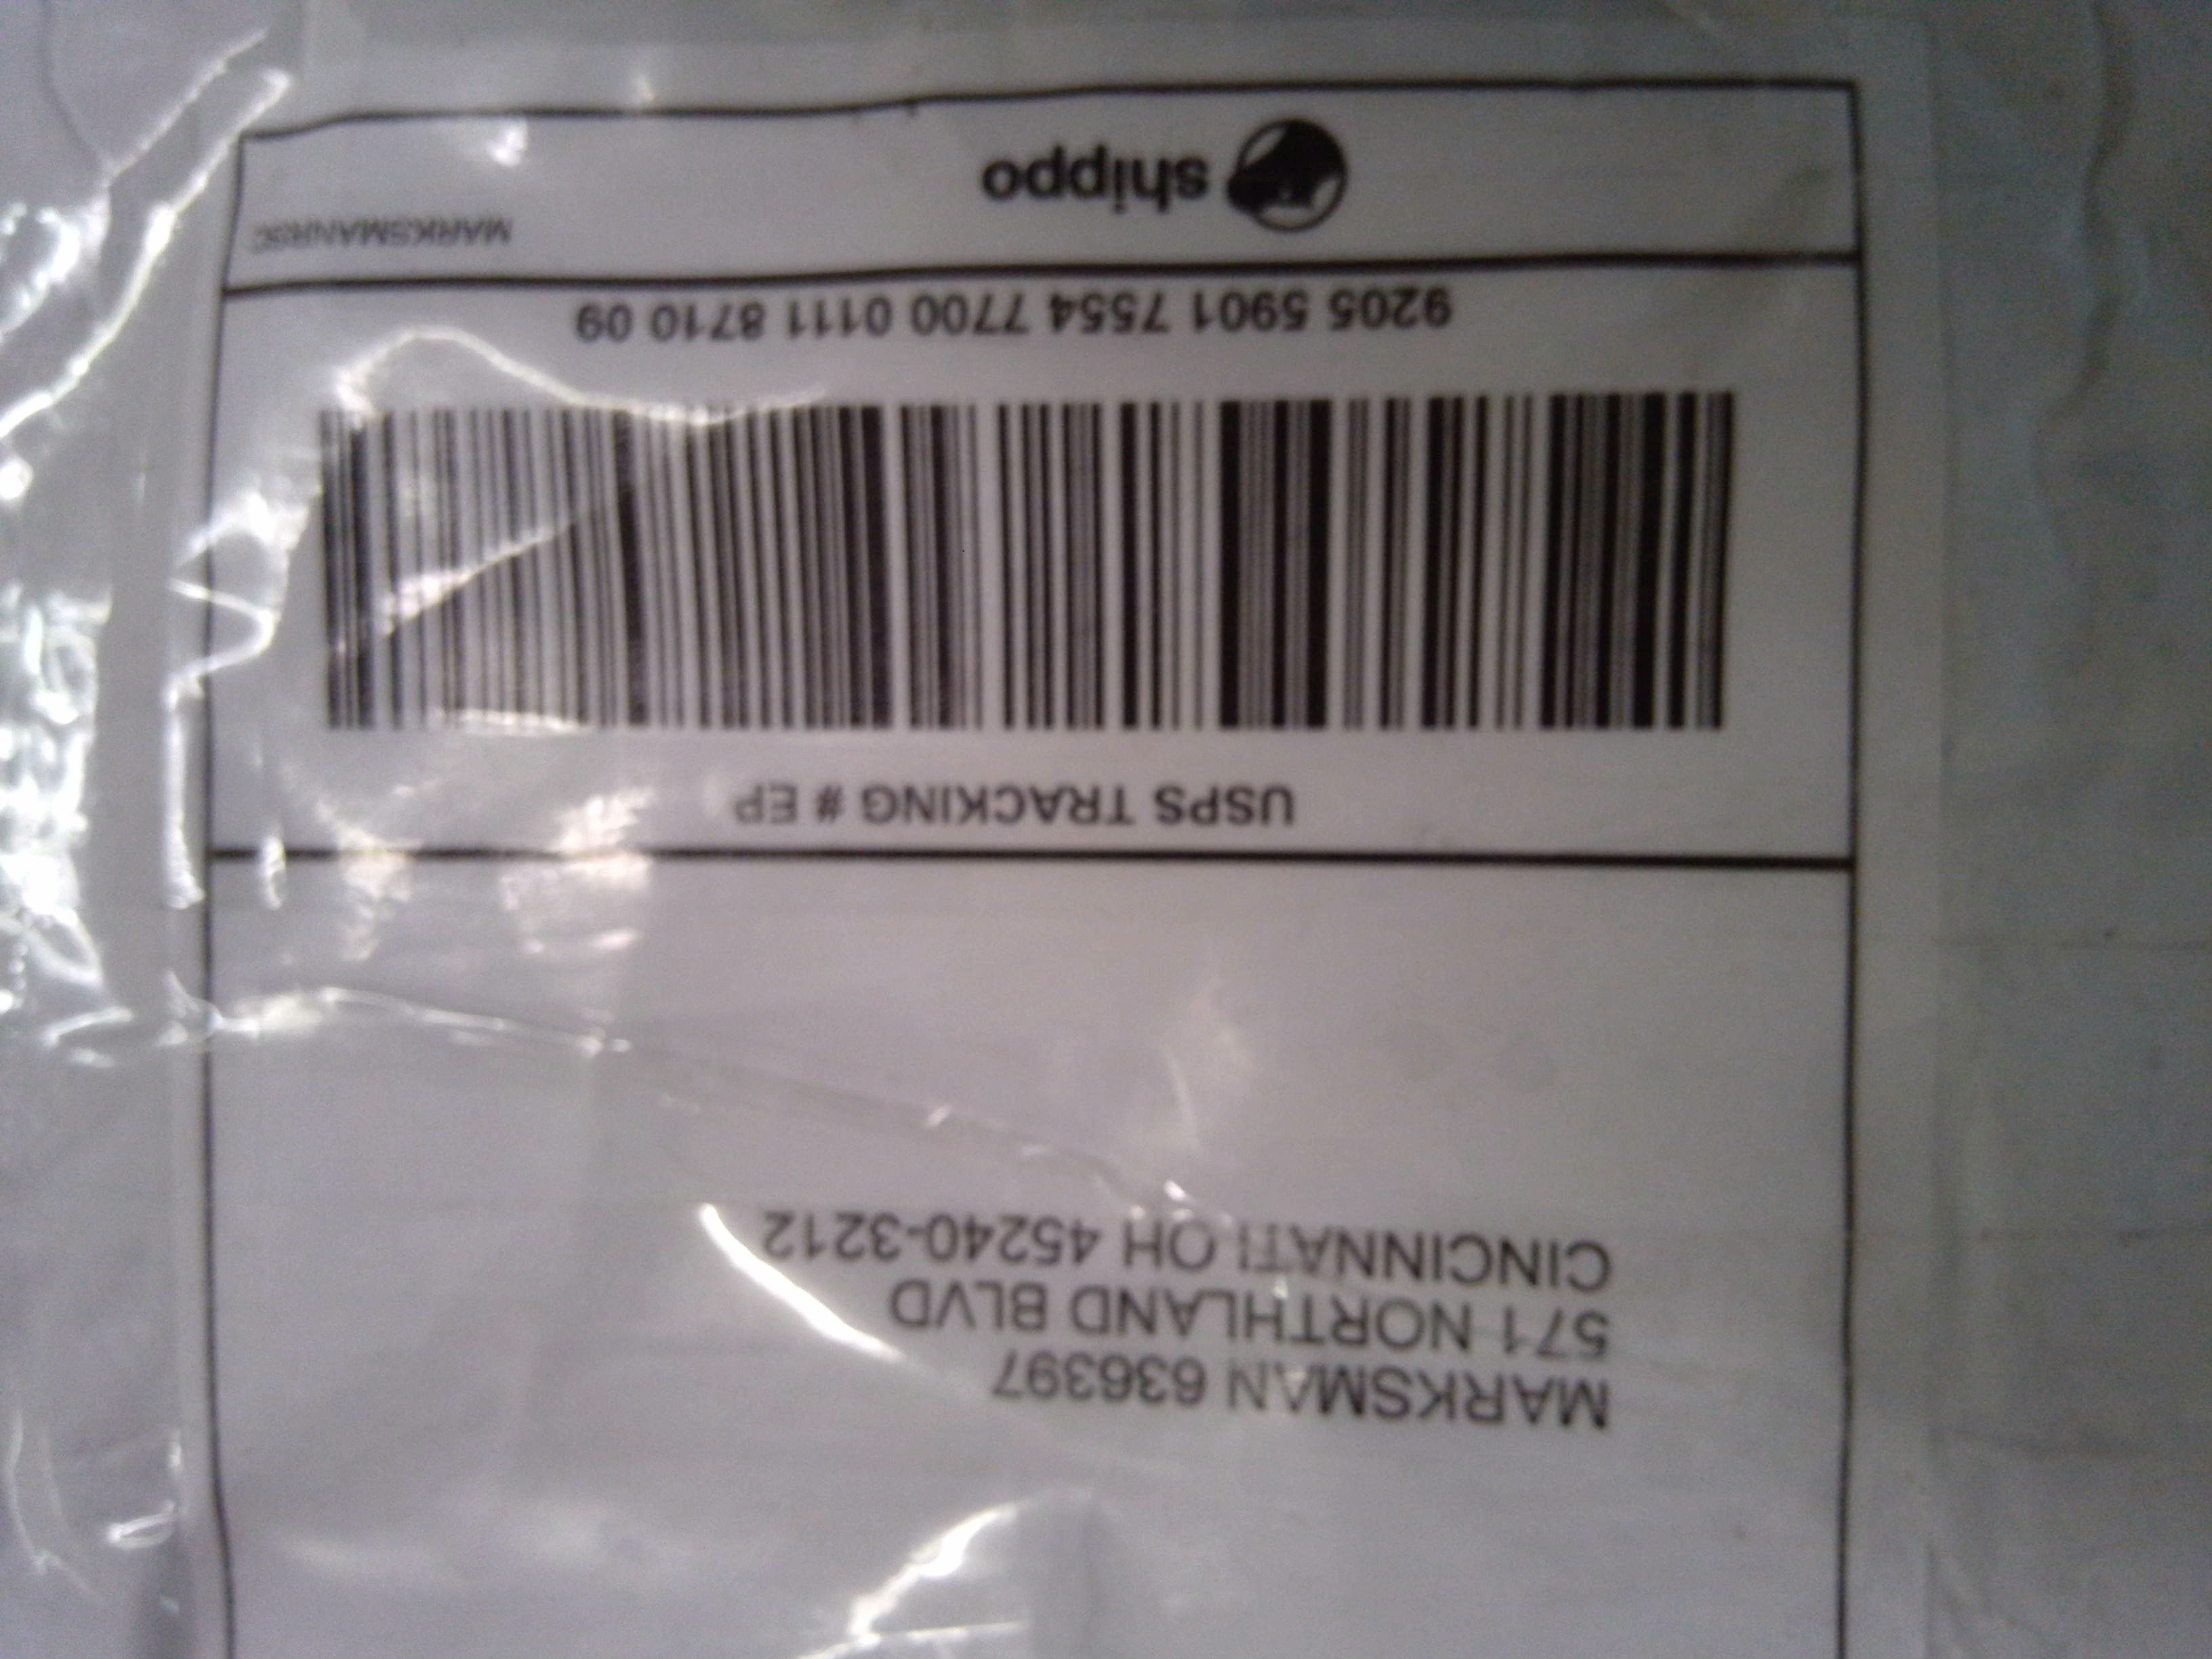 MARKSMAN 636397
571 NORTHLAND BLVD
CINCINNATI OH 45240-3212
USPS TRACKING # EP
9205 5901 7554 7700 0111 8710 09
shippo
MARKSMANRSC